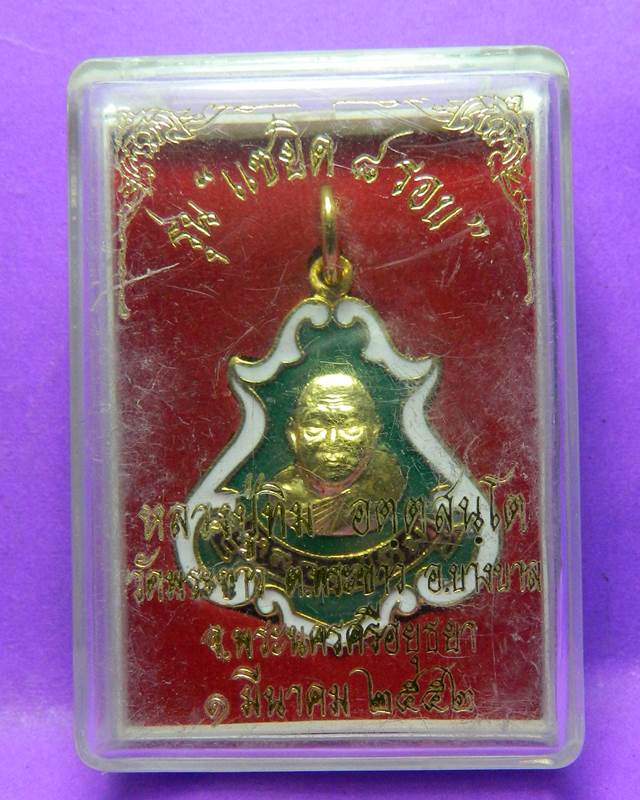 รุ่น “แซยิด ๘ รอบ”
หลวงปู่ทิม อตฺตสนฺโต
วัดพระขาว ต.พระขาว อ.บางบาล
จ.พระนครศรีอยุธยา
๑ มีนาคม ๒๕๕๒